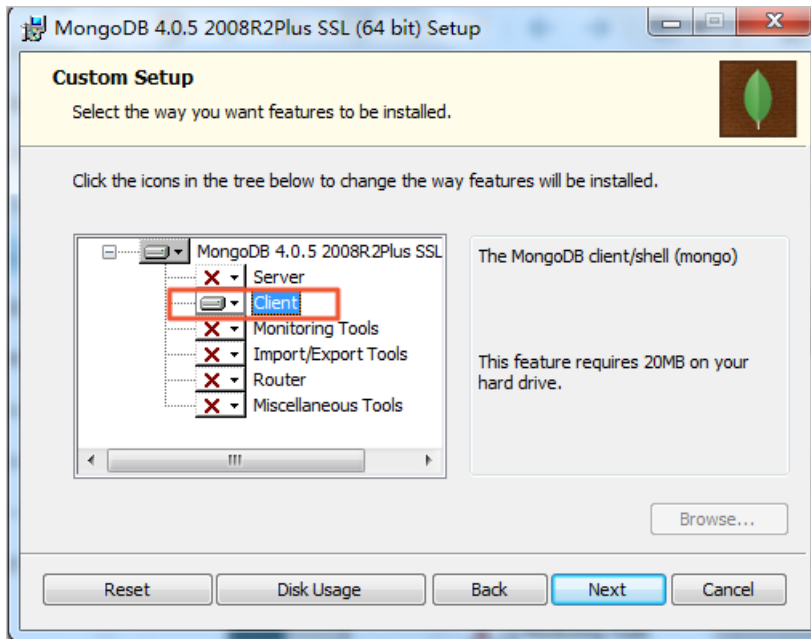 MongoDB 4.0.5 2008R2Plus SSL (64 bit) Setup
Custom Setup
Select the way you want features to be installed.
Click the icons in the tree below to change the way features will be installed.
MongoDB 4.0.5 2008R2Plus SSL
Server
Client
Monitoring Tools
Import/Export Tools
Router
Miscellaneous Tools
The MongoDB client/shell (mongo)
This feature requires 20MB on your
hard drive.
Browse...
Reset
Disk Usage
Back
Next
Cancel